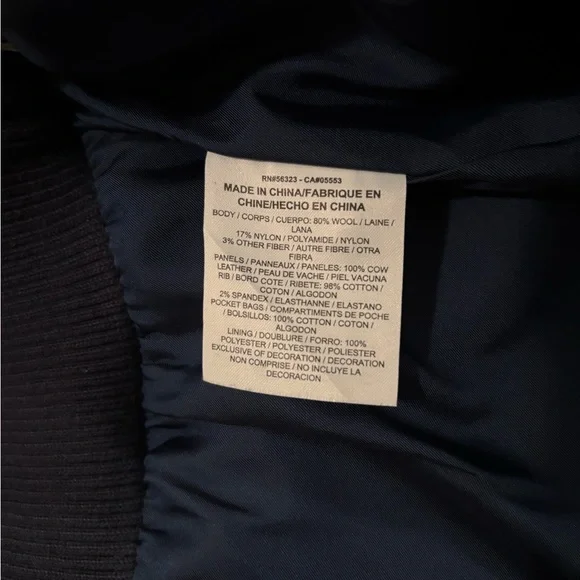 RN#56323 - CA#05553
MADE IN CHINA/FABRIQUE EN
CHINE/HECHO EN CHINA
BODY / CORPS / CUERPO: 80% WOOL / LAINE /
LANA
17% NYLON / POLYAMIDE / NYLON
3% OTHER FIBER / AUTRE FIBRE / OTRA
FIBRA
PANELS / PANNEAUX / PANELES: 100% COW
LEATHER / PEAU DE VACHE / PIEL VACUNA
RIB / BORD COTE / RIBETE: 98% COTTON /
COTON / ALGODON
2% SPANDEX / ELASTHANNE / ELASTANO
POCKET BAGS / COMPARTIMENTS DE POCHE
/ BOLSILLOS: 100% COTTON / COTON /
ALGODON
LINING / DOUBLURE / FORRO: 100%
POLYESTER / POLYESTER / POLIESTER
EXCLUSIVE OF DECORATION / DECORATION
NON COMPRISE / NO INCLUYE LA
DECORACION